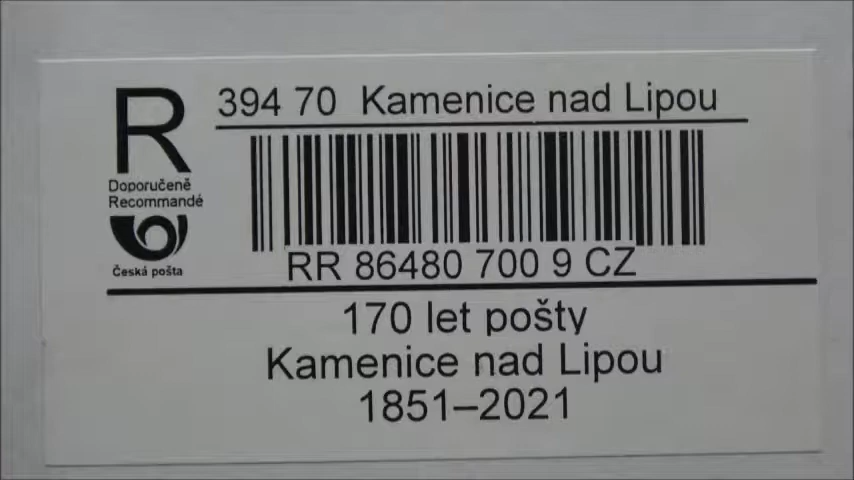 R
Doporučeně
Recommandé
Česká pošta
394 70 Kamenice nad Lipou
RR 86480 700 9 CZ
170 let pošty
Kamenice nad Lipou
1851–2021